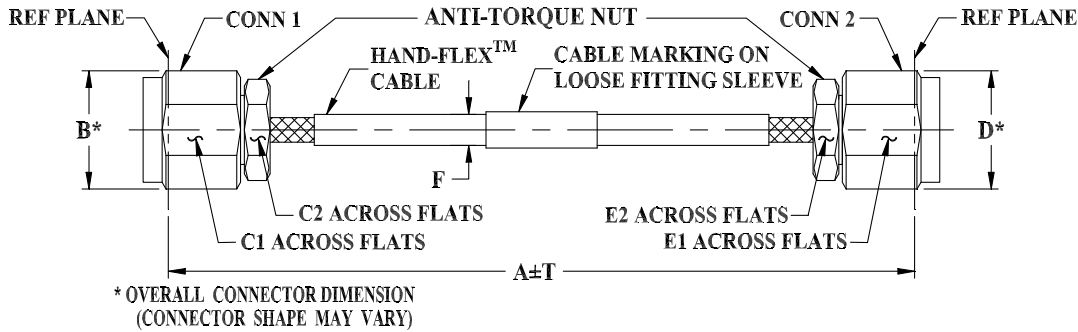 REF PLANE
CONN 1
ANTI-TORQUE NUT
CONN 2
REF PLANE
HAND-FLEX™
CABLE
CABLE MARKING ON
LOOSE FITTING SLEEVE
B*
D*
F
C2 ACROSS FLATS
E2 ACROSS FLATS
C1 ACROSS FLATS
E1 ACROSS FLATS
A±T
* OVERALL CONNECTOR DIMENSION
(CONNECTOR SHAPE MAY VARY)